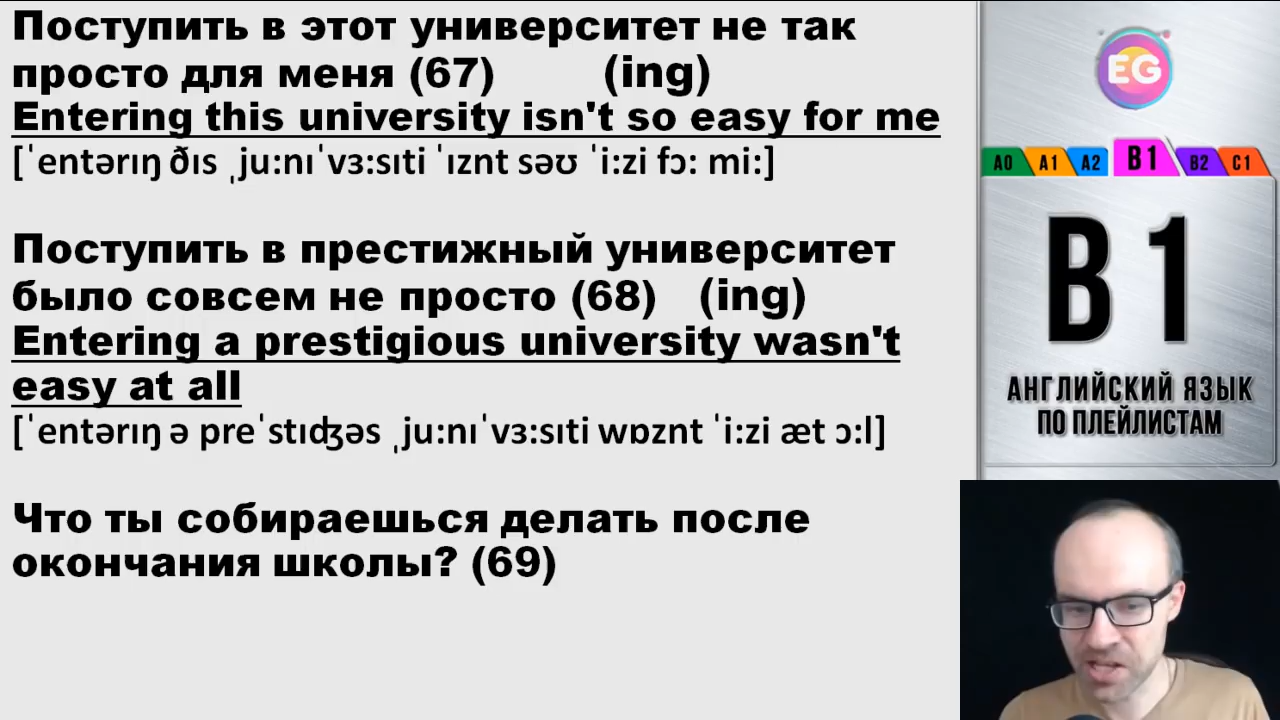 Поступить в этот университет не так
просто для меня (67) (ing)
Entering this university isn't so easy for me
[ˈentərɪŋ ðɪs ˌju:nɪˈvɜ:sɪti ˈɪznt səʊ ˈi:zi fɔ: mi:]
Поступить в престижный университет
было совсем не просто (68) (ing)
Entering a prestigious university wasn't
easy at all
[ˈentərɪŋ ə preˈstɪʤəs ˌju:nɪˈvɜ:sɪti wɒznt ˈi:zi æt ɔ:l]
Что ты собираешься делать после
окончания школы? (69)
EG
A0 A1 A2 B1 B2 C1
B1
АНГЛИЙСКИЙ ЯЗЫК
ПО ПЛЕЙЛИСТАМ